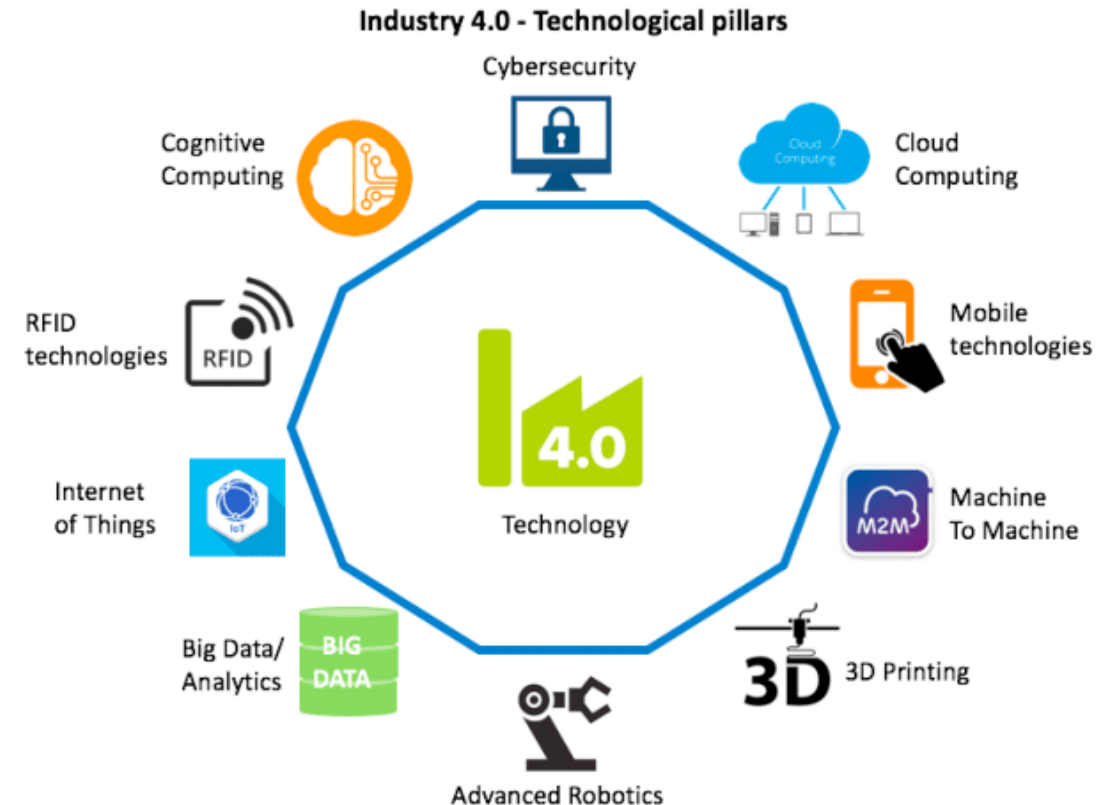 Industry 4.0 - Technological pillars
Cybersecurity
Cloud
Computing
Cloud
Computing
Mobile
technologies
M2M
Machine
To Machine
3D
3D Printing
Advanced Robotics
BIG
DATA
Big Data/
Analytics
IoT
Internet
of Things
RFID
RFID
technologies
Cognitive
Computing
4.0
Technology